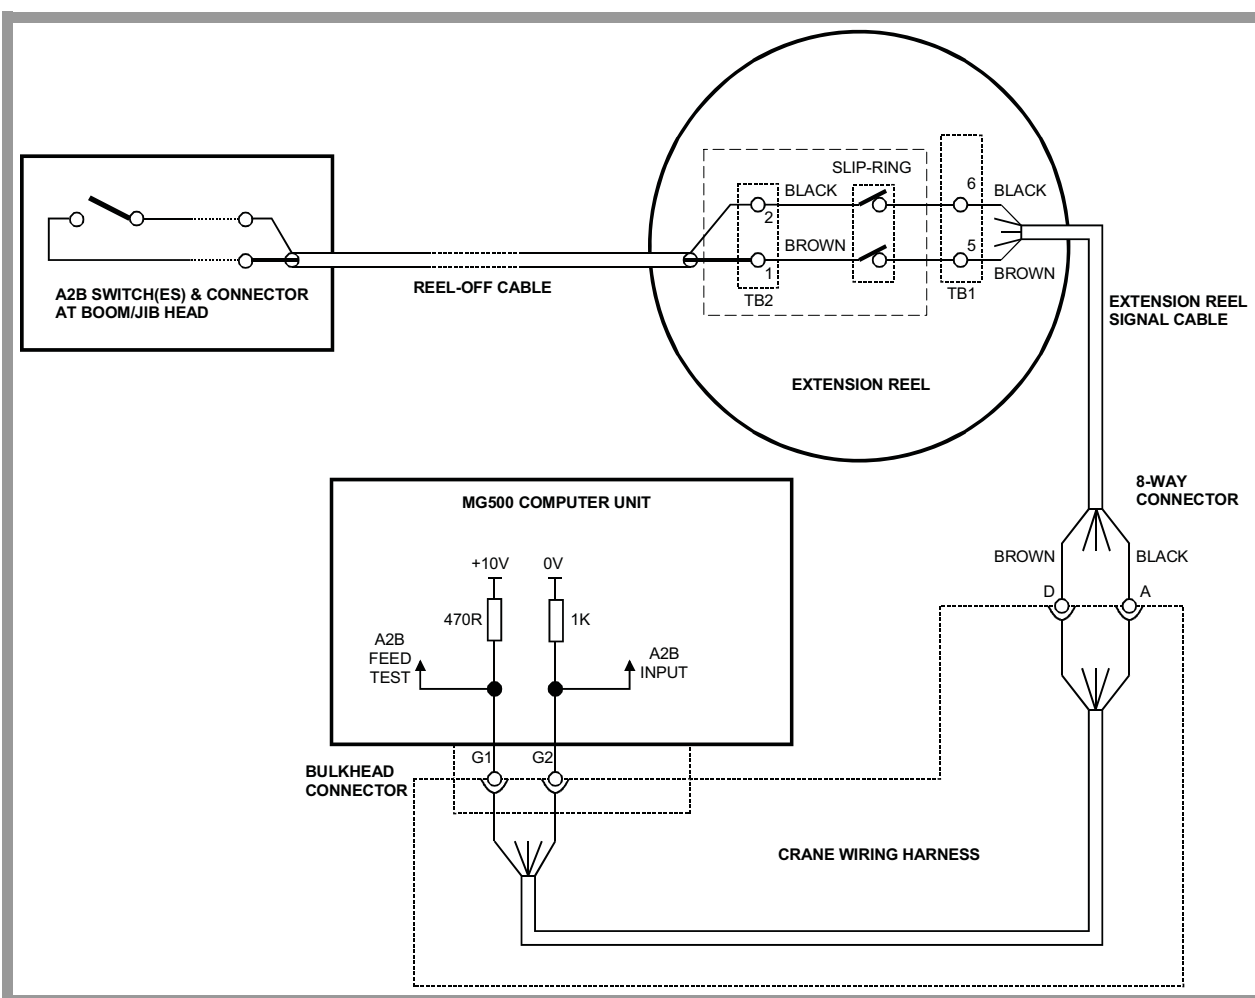 SLIP-RING
6
BLACK
BLACK
2
BROWN
5
1
BROWN
TB2
TB1
A2B SWITCH(ES) & CONNECTOR
AT BOOM/JIB HEAD
REEL-OFF CABLE
EXTENSION REEL
SIGNAL CABLE
EXTENSION REEL
8-WAY
CONNECTOR
MG500 COMPUTER UNIT
BROWN
BLACK
+10V
0V
D
A
470R
1K
A2B
FEED
TEST
A2B
INPUT
G1
G2
BULKHEAD
CONNECTOR
CRANE WIRING HARNESS